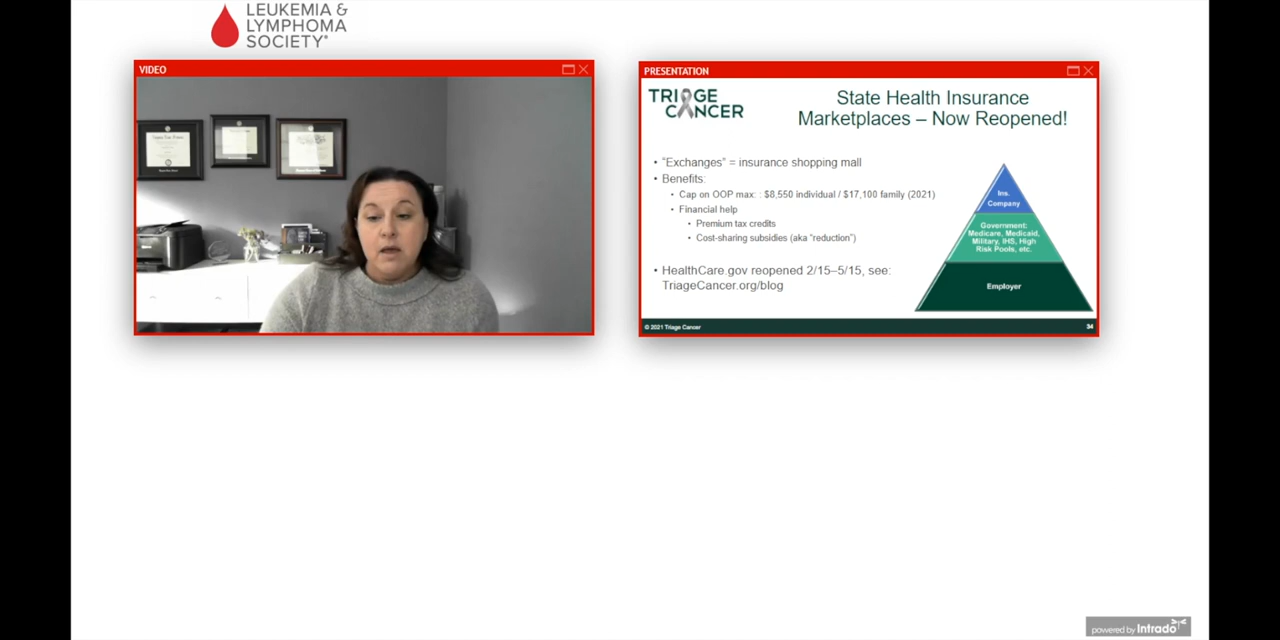 LEUKEMIA &
LYMPHOMA
SOCIETY®
VIDEO
PRESENTATION
TRIAGE
CANCER
State Health Insurance
Marketplaces – Now Reopened!
• “Exchanges” = insurance shopping mall
• Benefits:
• Cap on OOP max: : $8,550 individual / $17,100 family (2021)
• Financial help
• Premium tax credits
• Cost-sharing subsidies (aka “reduction”)
• HealthCare.gov reopened 2/15–5/15, see:
TriageCancer.org/blog
Ins.
Company
Government:
Medicare, Medicaid,
Military, IHS, High
Risk Pools, etc.
Employer
© 2021 Triage Cancer
34
powered by intrado